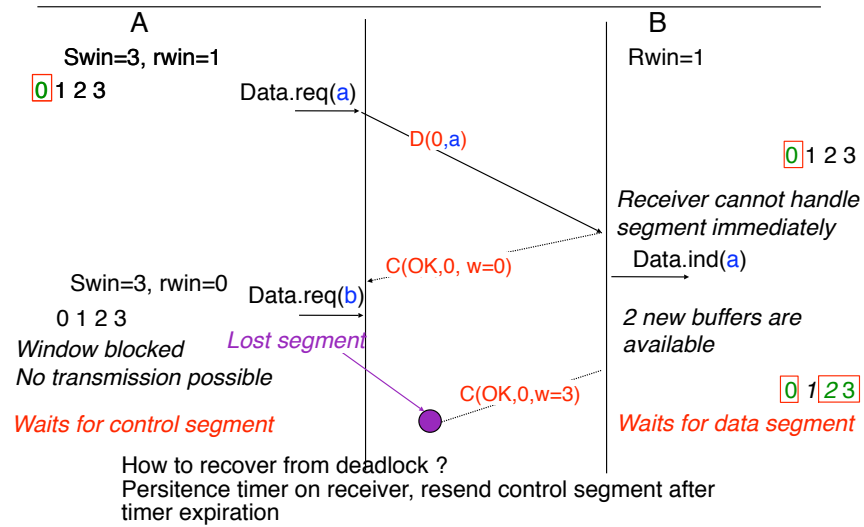 A
B
Swin=3, rwin=1
Rwin=1
0 1 2 3
Data.req(a)
D(0,a)
0 1 2 3
Receiver cannot handle
segment immediately
C(OK,0, w=0)
Data.ind(a)
Swin=3, rwin=0
Data.req(b)
0 1 2 3
2 new buffers are
available
Lost segment
Window blocked
No transmission possible
C(OK,0,w=3)
0 1 2 3
Waits for control segment
Waits for data segment
How to recover from deadlock ?
Persitence timer on receiver, resend control segment after
timer expiration